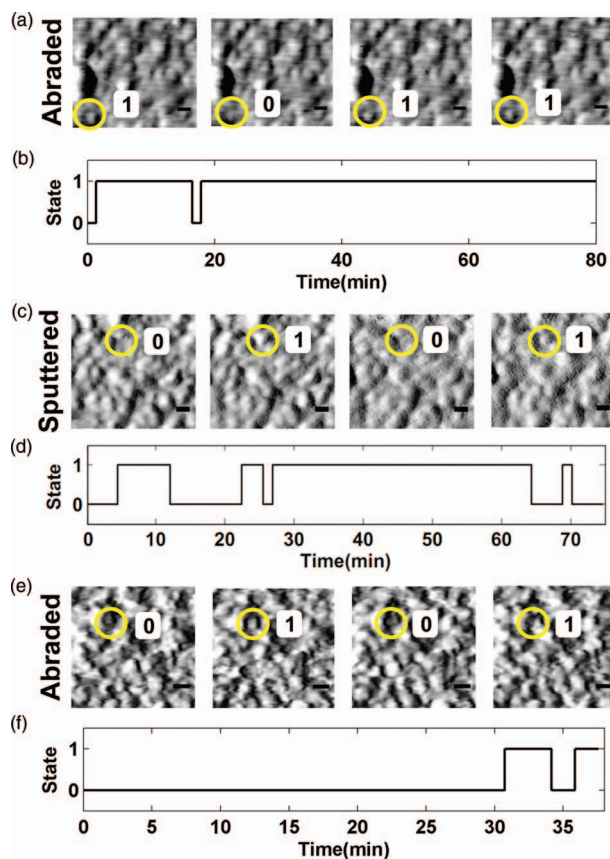 (a)
Abraded
1 0 1 1
(b)
State
1
0
0 20 40 60 80
Time(min)
(c)
Sputtered
0 1 0 1
(d)
State
1
0
0 10 20 30 40 50 60 70
Time(min)
(e)
Abraded
0 1 0 1
(f)
State
1
0
0 5 10 15 20 25 30 35
Time(min)